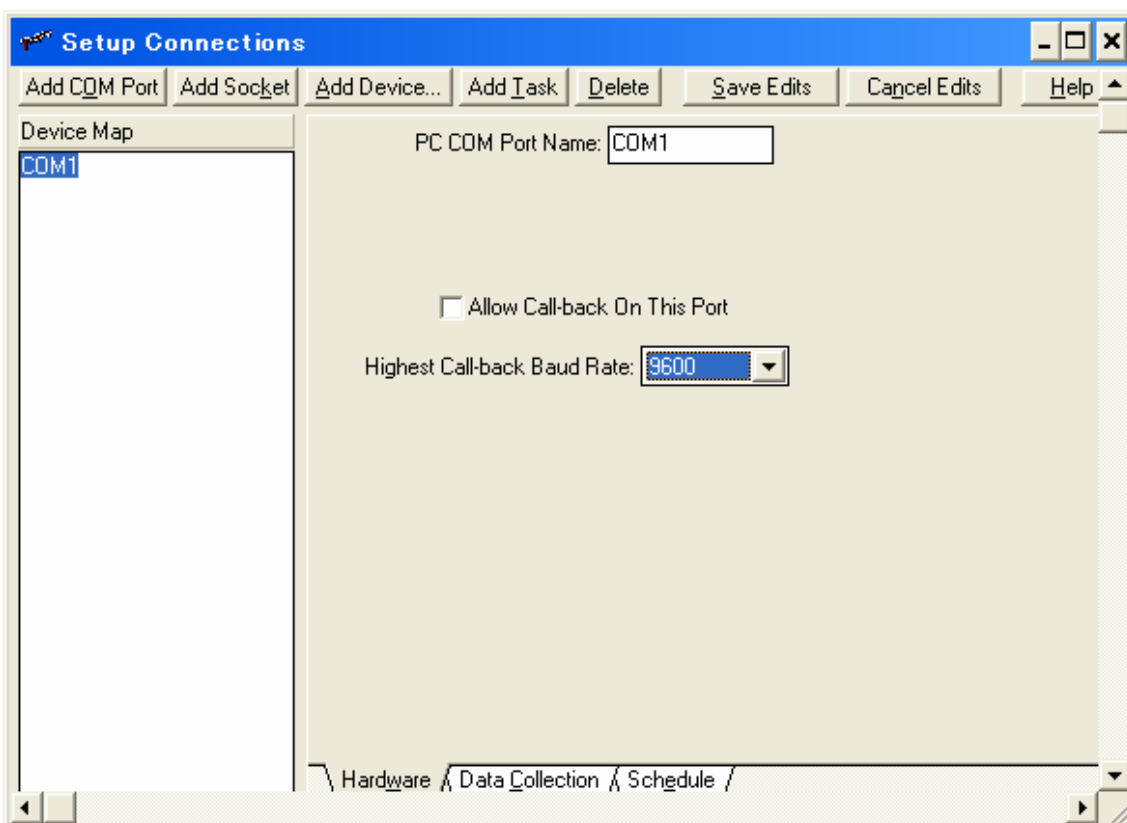 Setup Connections
Add COM Port Add Socket Add Device... Add Task Delete Save Edits Cancel Edits Help
Device Map
COM1
PC COM Port Name: COM1
Allow Call-back On This Port
Highest Call-back Baud Rate: 9600
Hardware Data Collection Schedule